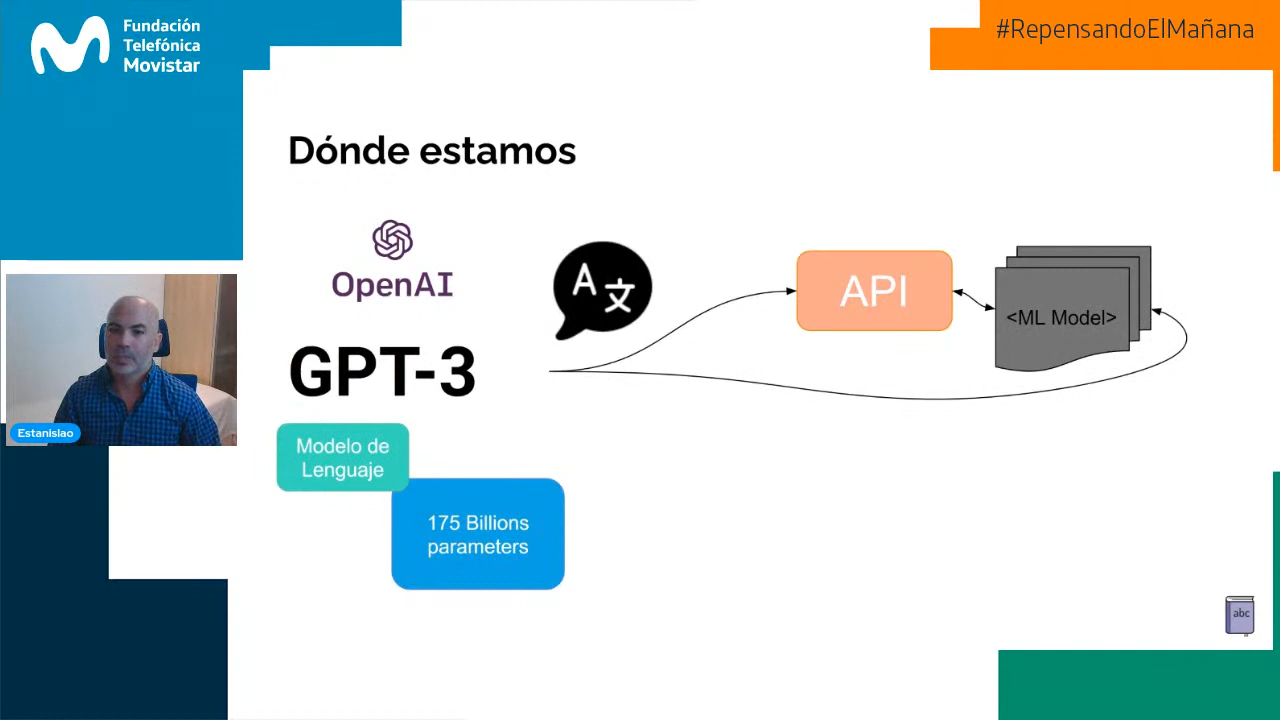 Fundación
Telefónica
Movistar
#RepensandoElMañana
Dónde estamos
OpenAI
A 文
API
<ML Model>
GPT-3
Estanislao
Modelo de
Lenguaje
175 Billions
parameters
abc